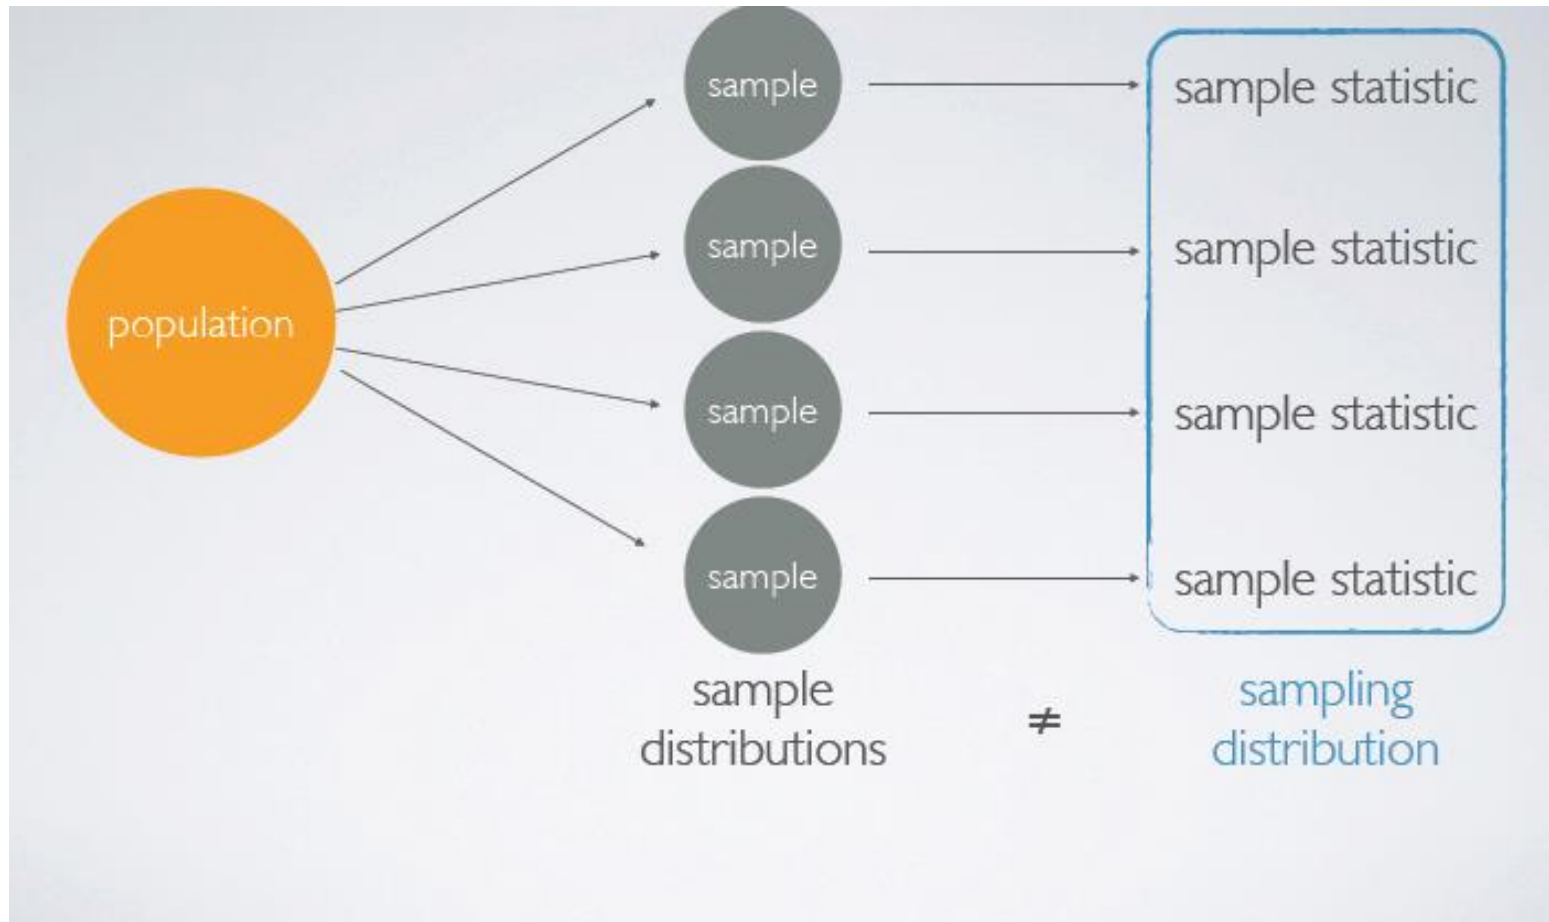 population
sample
sample
sample
sample
sample statistic
sample statistic
sample statistic
sample statistic
sample
distributions
≠
sampling
distribution